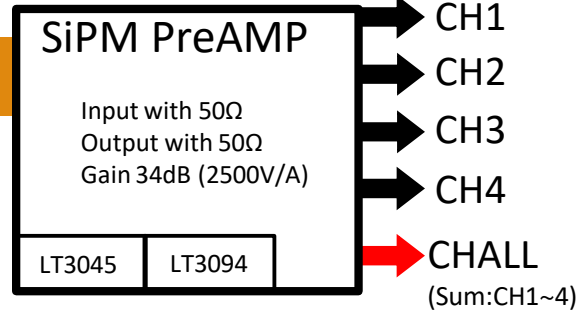 SiPM PreAMP
Input with 50Ω
Output with 50Ω
Gain 34dB (2500V/A)
LT3045
LT3094
CH1
CH2
CH3
CH4
CHALL
(Sum:CH1~4)